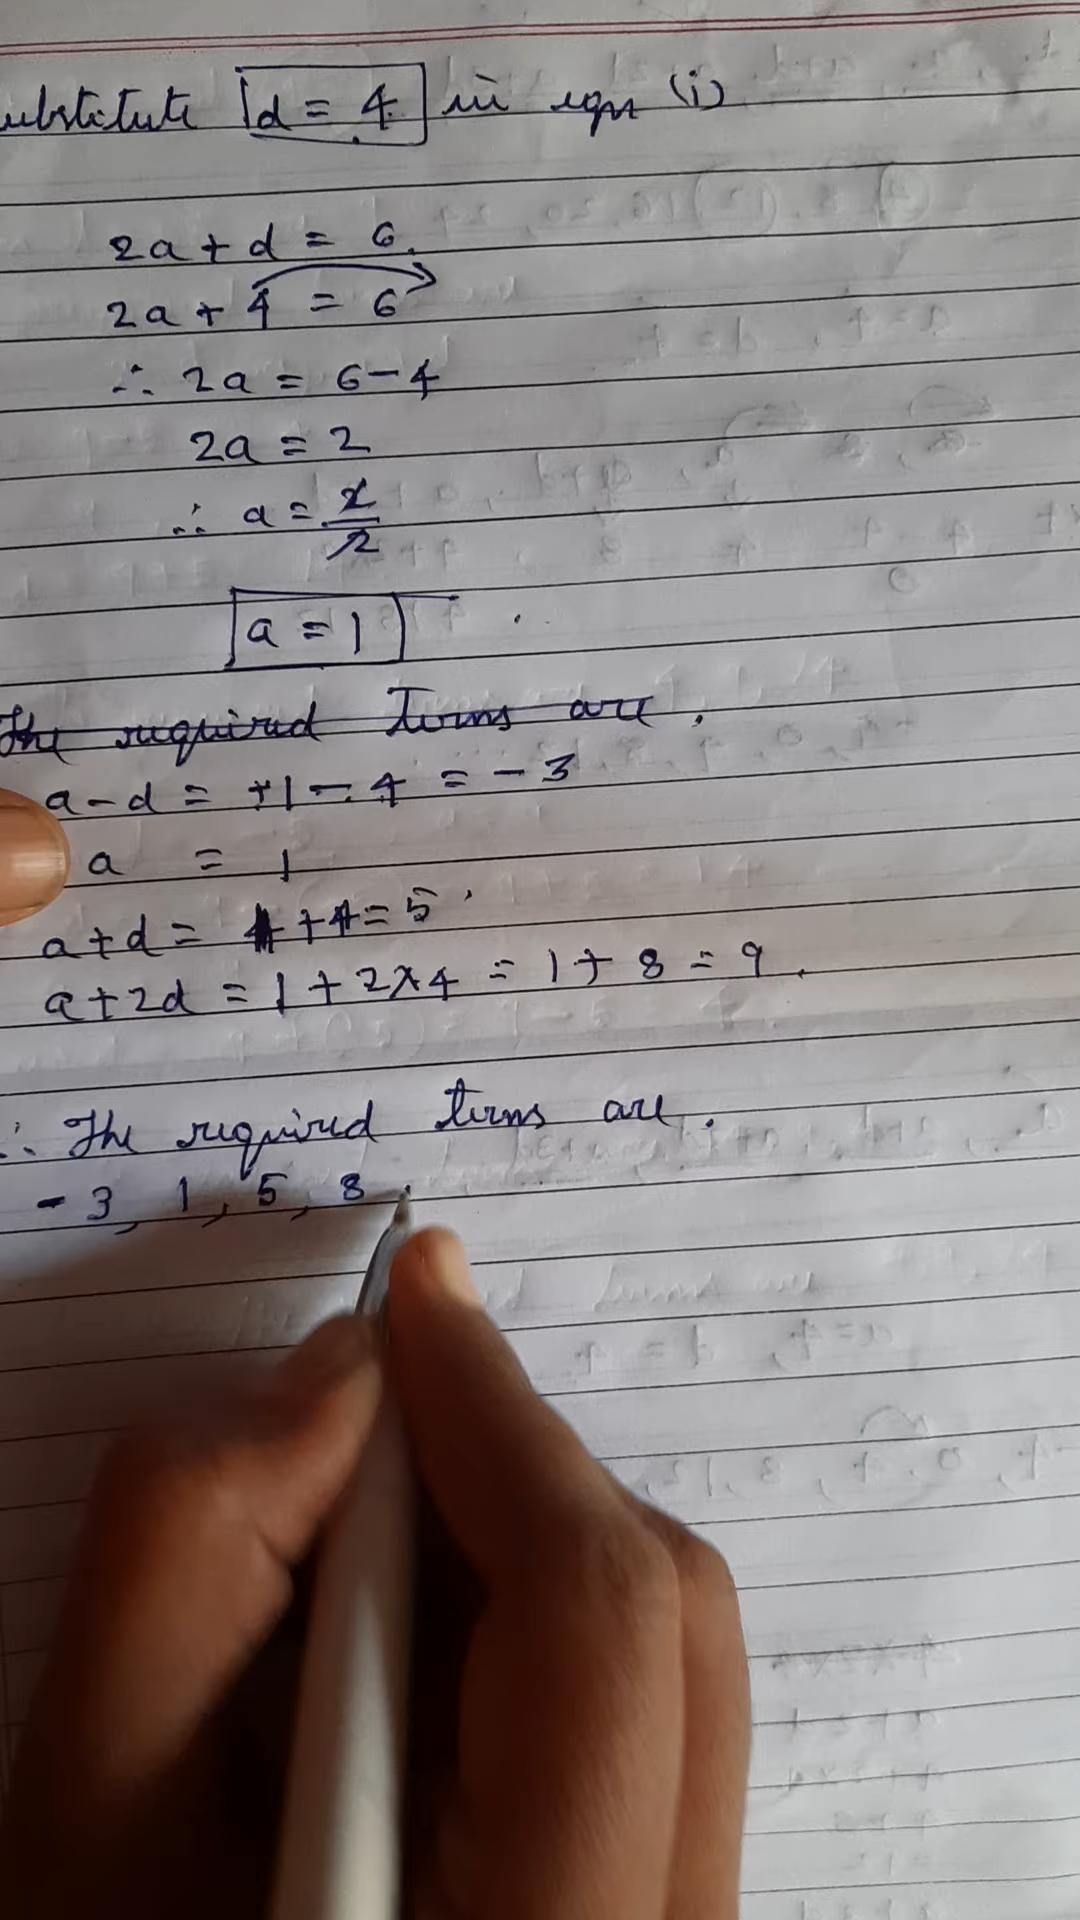 ubstitute d = 4 in eqn (i)
2a + d = 6.
2a + 4 = 6
∴ 2a = 6 - 4
2a = 2
∴ a = 2/2
a = 1
The required Terms are.
a - d = +1 - 4 = - 3
a = 1
a + d = + 4 = 5
a + 2d = 1 + 2 × 4 = 1 + 8 = 9.
∴ The required terms are.
- 3, 1, 5, 8